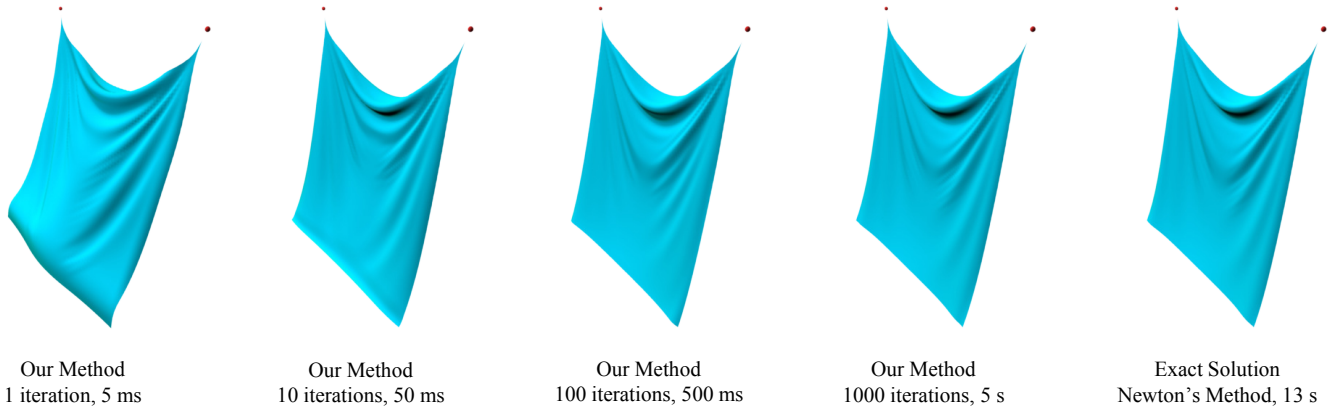 Our Method
1 iteration, 5 ms
Our Method
10 iterations, 50 ms
Our Method
100 iterations, 500 ms
Our Method
1000 iterations, 5 s
Exact Solution
Newton’s Method, 13 s